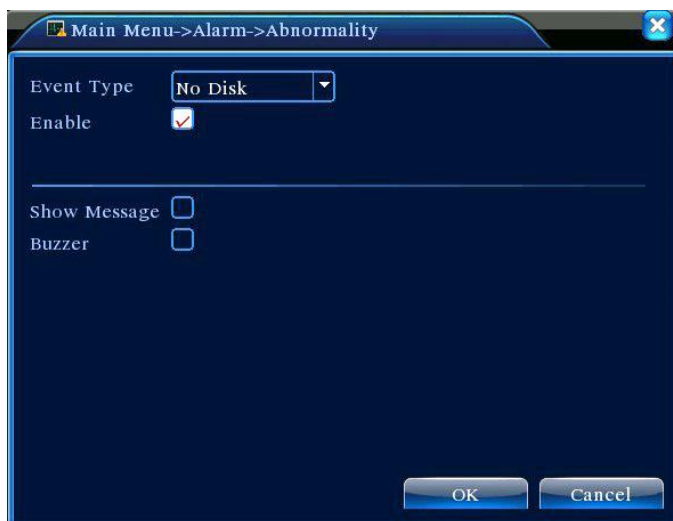 Main Menu->Alarm->Abnormality
Event Type No Disk
Enable
Show Message
Buzzer
OK Cancel